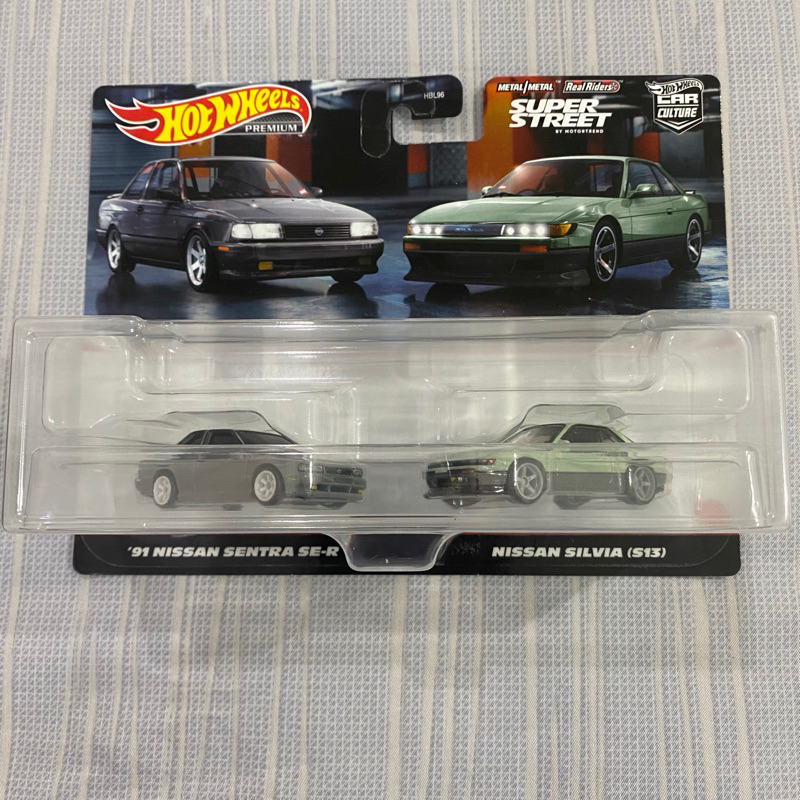 HOT WHEELS
PREMIUM
HBL96
METAL/METAL™ Real Riders
SUPER
STREET
BY MOTORTREND
HOT WHEELS
CAR
CULTURE
'91 NISSAN SENTRA SE-R
NISSAN SILVIA (S13)